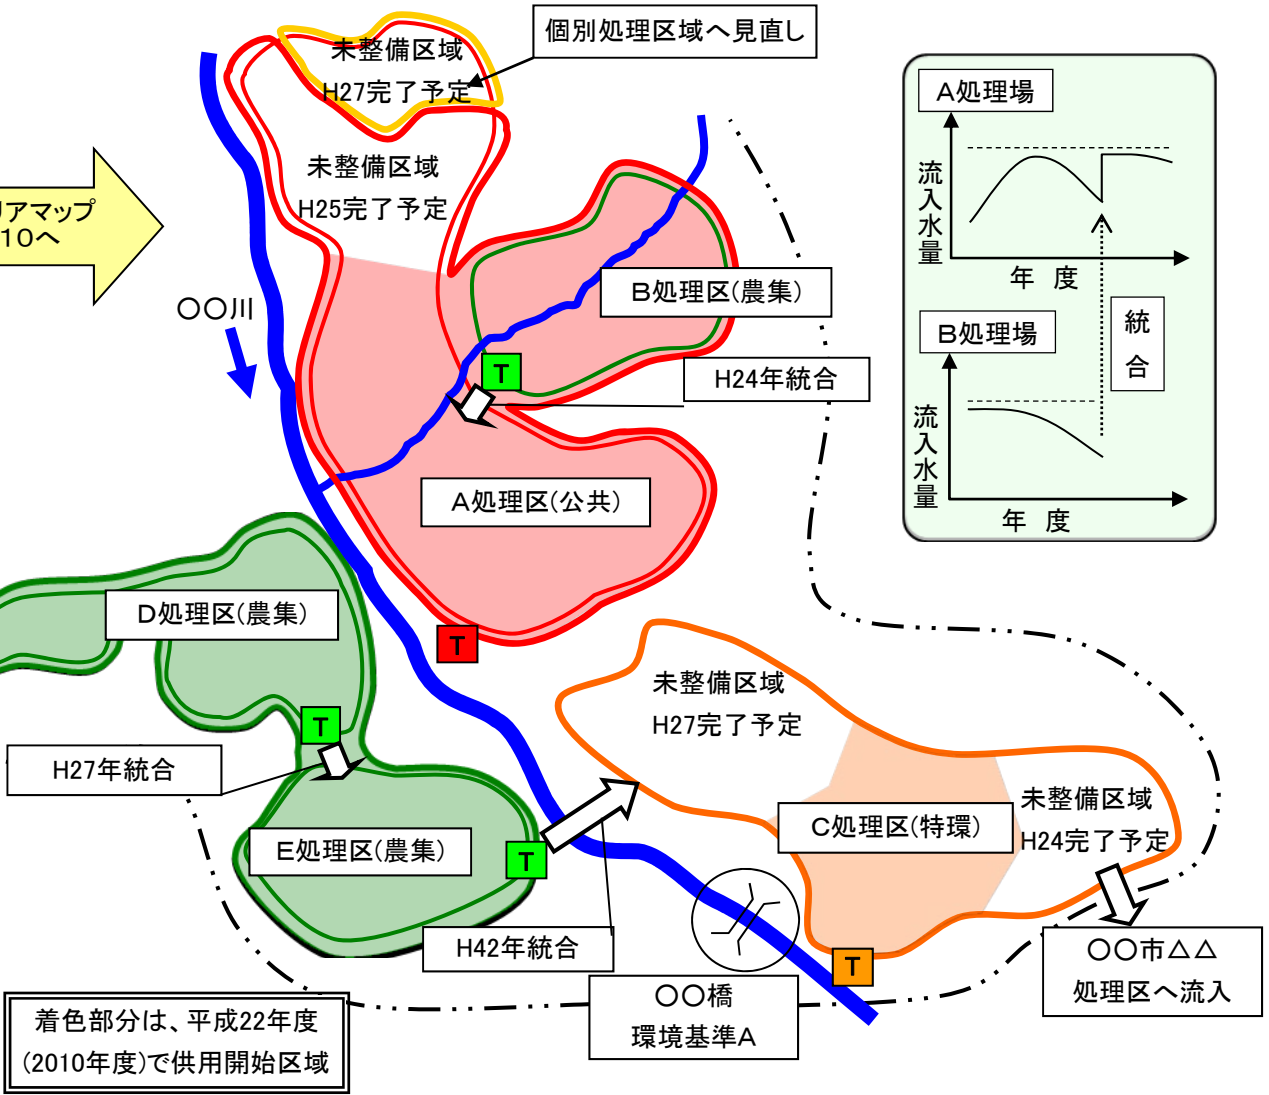 個別処理区域へ見直し
未整備区域
H27完了予定
未整備区域
H25完了予定
リアマップ
10へ
〇〇川
B処理区(農集)
T
H24年統合
A処理区(公共)
T
D処理区(農集)
T
H27年統合
E処理区(農集)
T
H42年統合
未整備区域
H27完了予定
C処理区(特環)
未整備区域
H24完了予定
T
〇〇橋
環境基準A
〇〇市△△
処理区へ流入
着色部分は、平成22年度
(2010年度)で供用開始区域
A処理場
流入水量
年 度
B処理場
流入水量
年 度
統合